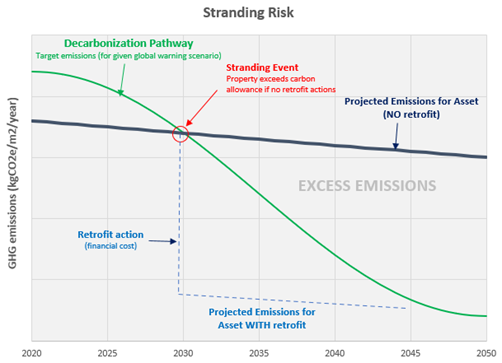 Stranding Risk
Decarbonization Pathway
Target emissions (for given global warning scenario)
Stranding Event
Property exceeds carbon
allowance if no retrofit actions
Projected Emissions for Asset
(NO retrofit)
EXCESS EMISSIONS
Retrofit action
(financial cost)
Projected Emissions for
Asset WITH retrofit
GHG emissions (kgCO2e/m2/year)
2020 2025 2030 2035 2040 2045 2050